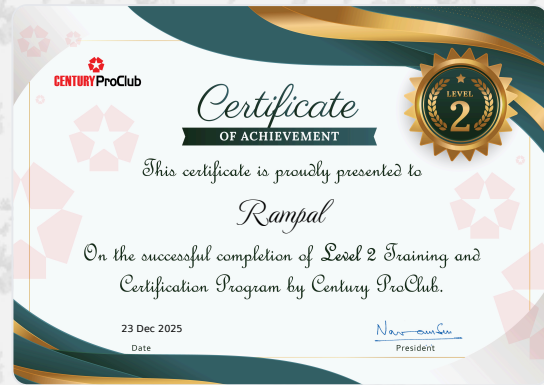 CENTURY ProClub
LEVEL
2
Certificate
OF ACHIEVEMENT
This certificate is proudly presented to
Rampal
On the successful completion of Level 2 Training and
Certification Program by Century ProClub.
23 Dec 2025
Date
President